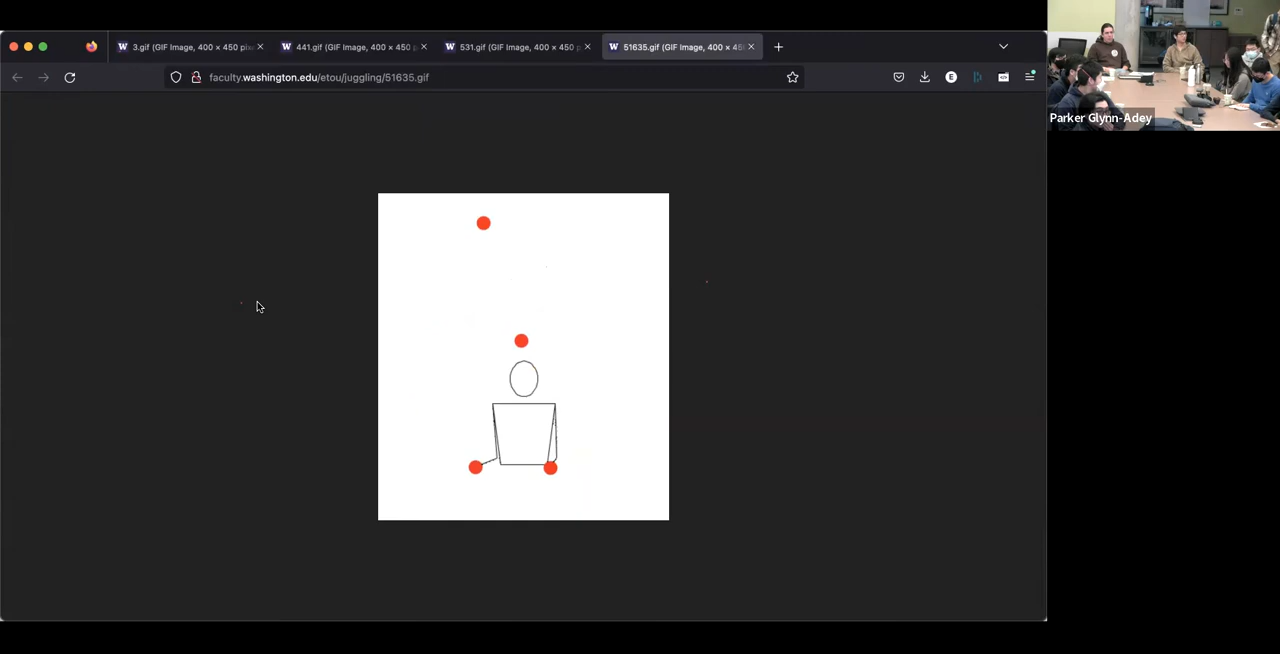 3.gif (GIF Image, 400 × 450 pix
441.gif (GIF Image, 400 × 450 p
531.gif (GIF Image, 400 × 450 p
51635.gif (GIF Image, 400 × 45
faculty.washington.edu/etou/juggling/51635.gif
E
Parker Glynn-Adey